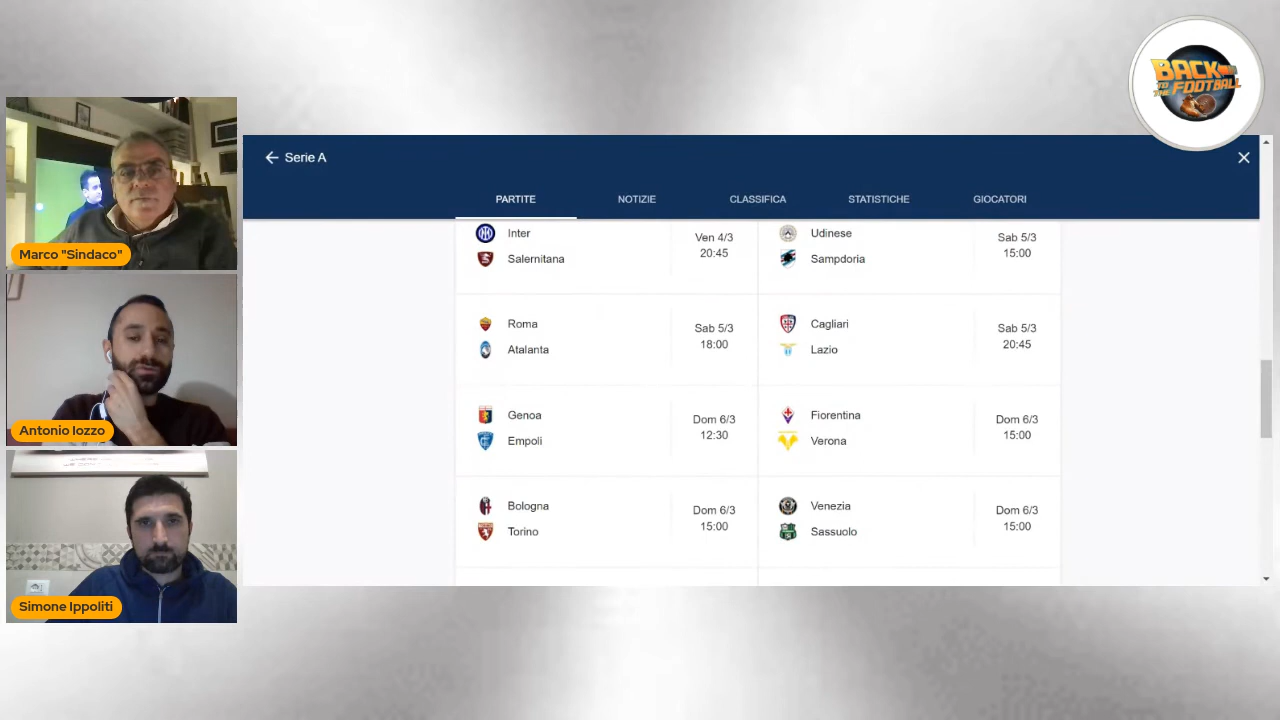 BACK
TO THE
FOOTBALL
Marco "Sindaco"
Antonio Iozzo
Simone Ippoliti
Serie A
PARTITE NOTIZIE CLASSIFICA STATISTICHE GIOCATORI
Inter
Salernitana
Ven 4/3
20:45
Udinese
Sampdoria
Sab 5/3
15:00
Roma
Atalanta
Sab 5/3
18:00
Cagliari
Lazio
Sab 5/3
20:45
Genoa
Empoli
Dom 6/3
12:30
Fiorentina
Verona
Dom 6/3
15:00
Bologna
Torino
Dom 6/3
15:00
Venezia
Sassuolo
Dom 6/3
15:00